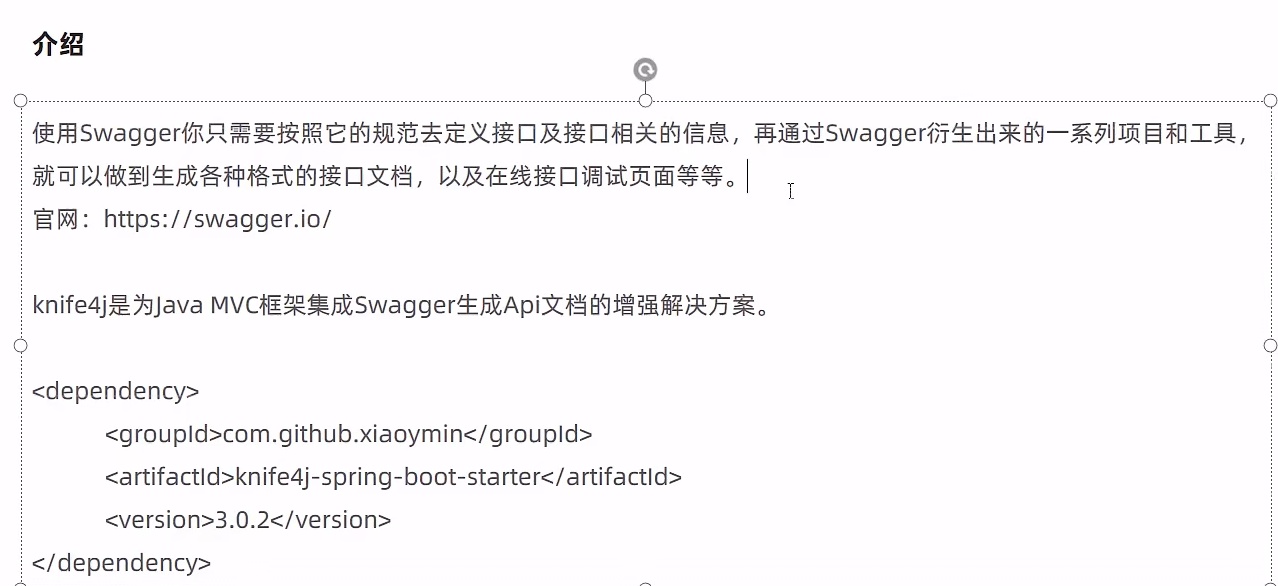 介绍
使用Swagger你只需要按照它的规范去定义接口及接口相关的信息，再通过Swagger衍生出来的一系列项目和工具，
就可以做到生成各种格式的接口文档，以及在线接口调试页面等等。
官网：https://swagger.io/
knife4j是为Java MVC框架集成Swagger生成Api文档的增强解决方案。
<dependency>
<groupId>com.github.xiaoymin</groupId>
<artifactId>knife4j-spring-boot-starter</artifactId>
<version>3.0.2</version>
</dependency>